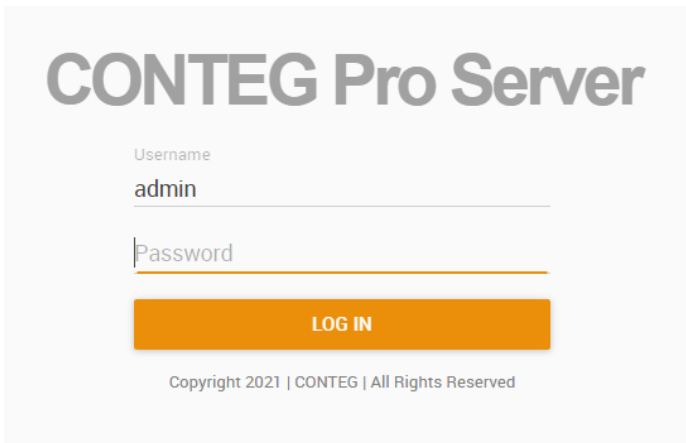 CONTEG Pro Server
Username
admin
Password
LOG IN
Copyright 2021 | CONTEG | All Rights Reserved